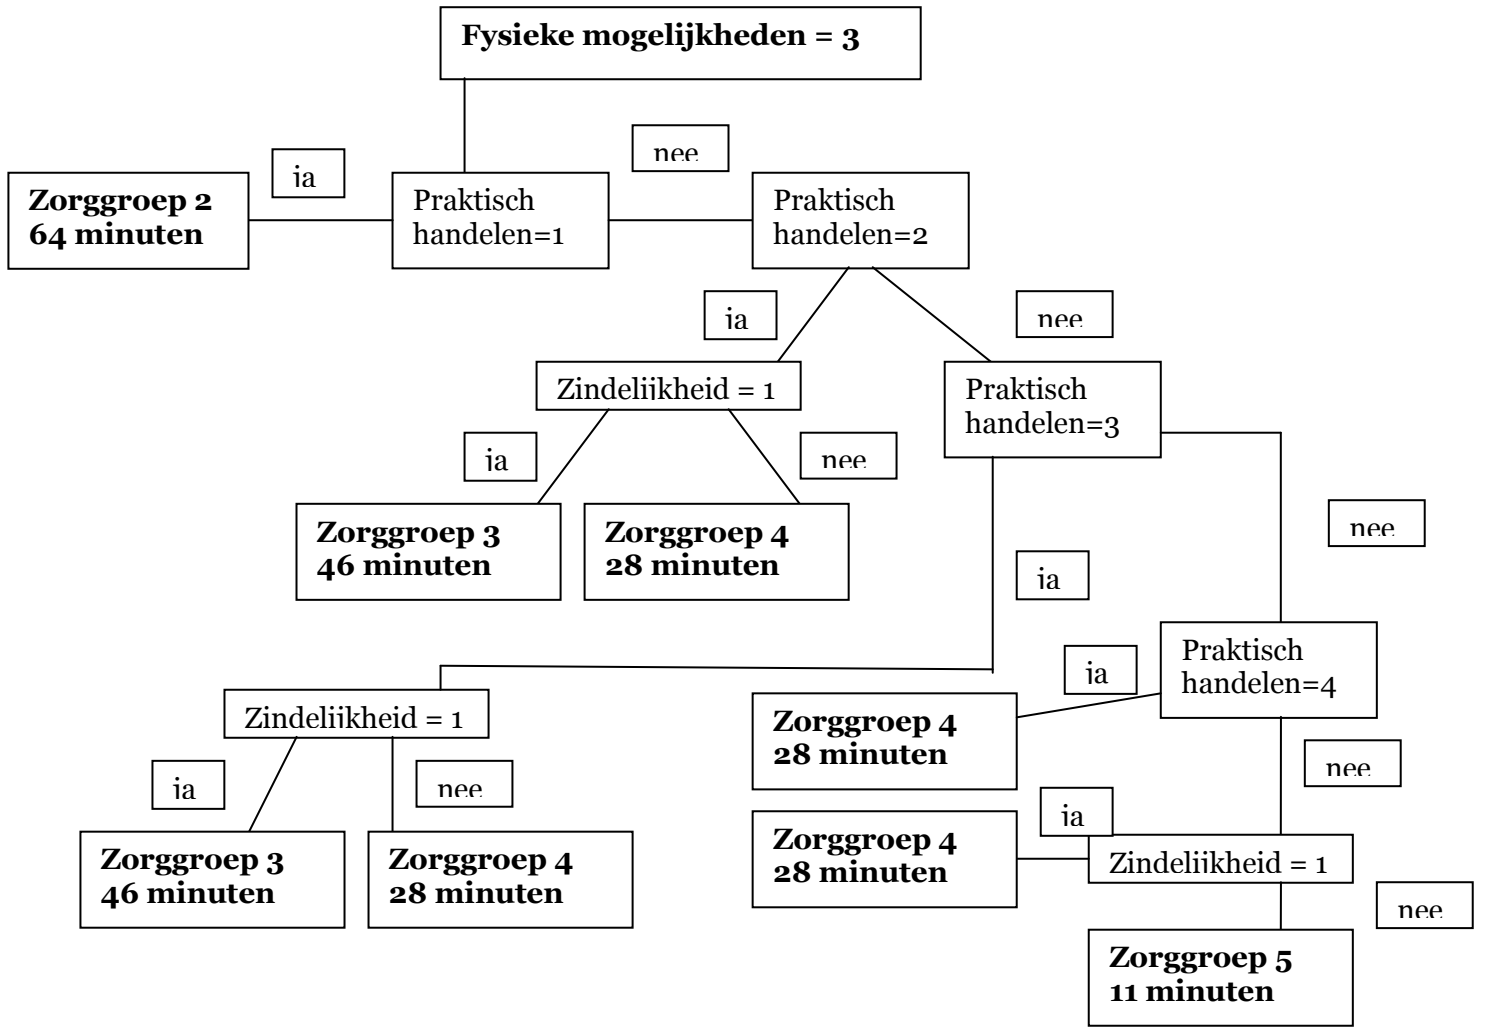 Fysieke mogelijkheden = 3
nee
ja
Zorggroep 2
64 minuten
Praktisch
handelen=1
Praktisch
handelen=2
ja
nee
Zindelijkheid = 1
Praktisch
handelen=3
ja
nee
Zorggroep 3
46 minuten
Zorggroep 4
28 minuten
nee
ja
Praktisch
handelen=4
ja
Zindelijkheid = 1
Zorggroep 4
28 minuten
nee
ja
nee
ja
Zorggroep 3
46 minuten
Zorggroep 4
28 minuten
Zorggroep 4
28 minuten
Zindelijkheid = 1
nee
Zorggroep 5
11 minuten